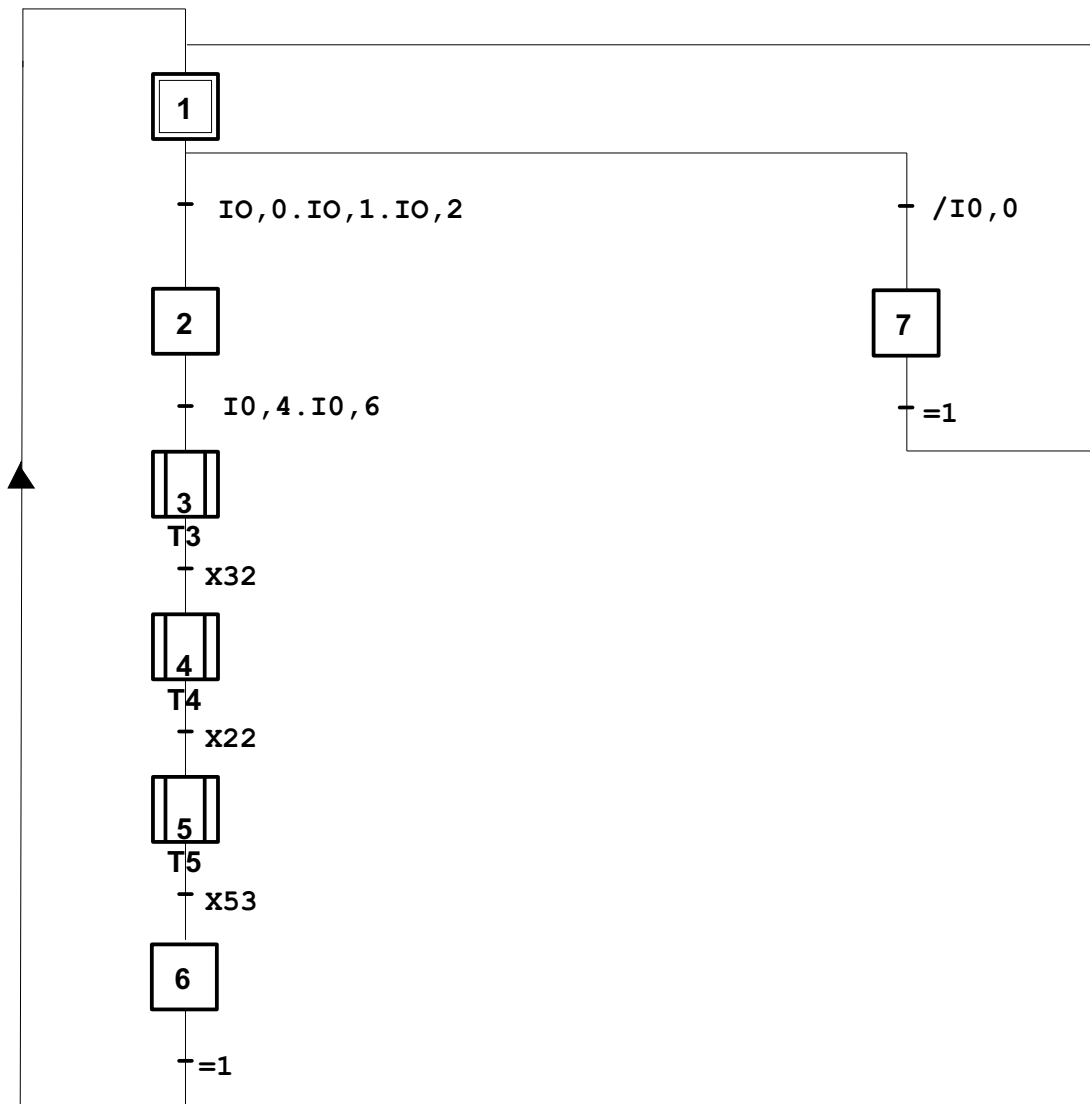 1
IO,0.IO,1.IO,2
/I0,0
2
7
I0,4.I0,6
=1
3
T3
X32
4
T4
X22
5
T5
X53
6
=1